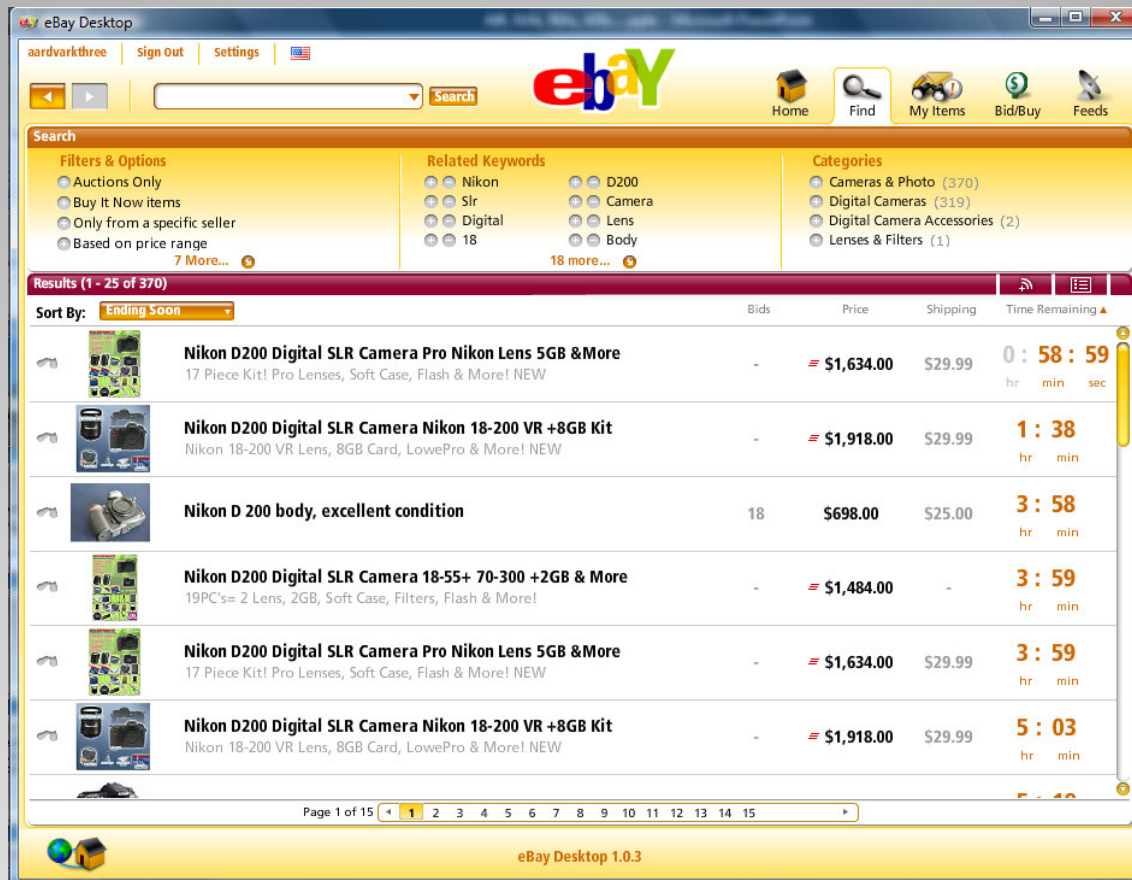 eBay Desktop
aardvarkthree Sign Out Settings
Search
ebaY
Home Find My Items Bid/Buy Feeds
Search
Filters & Options
Auctions Only
Buy It Now items
Only from a specific seller
Based on price range
7 More...
Related Keywords
Nikon D200
Slr Camera
Digital Lens
18 Body
18 more...
Categories
Cameras & Photo (370)
Digital Cameras (319)
Digital Camera Accessories (2)
Lenses & Filters (1)
Results (1 - 25 of 370)
Sort By: Ending Soon Bids Price Shipping Time Remaining
Nikon D200 Digital SLR Camera Pro Nikon Lens 5GB &More
17 Piece Kit! Pro Lenses, Soft Case, Flash & More! NEW
- $1,634.00 $29.99 0 : 58 : 59
hr min sec
Nikon D200 Digital SLR Camera Nikon 18-200 VR +8GB Kit
Nikon 18-200 VR Lens, 8GB Card, LowePro & More! NEW
- $1,918.00 $29.99 1 : 38
hr min
Nikon D 200 body, excellent condition
18 $698.00 $25.00 3 : 58
hr min
Nikon D200 Digital SLR Camera 18-55+ 70-300 +2GB & More
19PC's= 2 Lens, 2GB, Soft Case, Filters, Flash & More!
- $1,484.00 - 3 : 59
hr min
Nikon D200 Digital SLR Camera Pro Nikon Lens 5GB &More
17 Piece Kit! Pro Lenses, Soft Case, Flash & More! NEW
- $1,634.00 $29.99 3 : 59
hr min
Nikon D200 Digital SLR Camera Nikon 18-200 VR +8GB Kit
Nikon 18-200 VR Lens, 8GB Card, LowePro & More! NEW
- $1,918.00 $29.99 5 : 03
hr min
Page 1 of 15 1 2 3 4 5 6 7 8 9 10 11 12 13 14 15
eBay Desktop 1.0.3